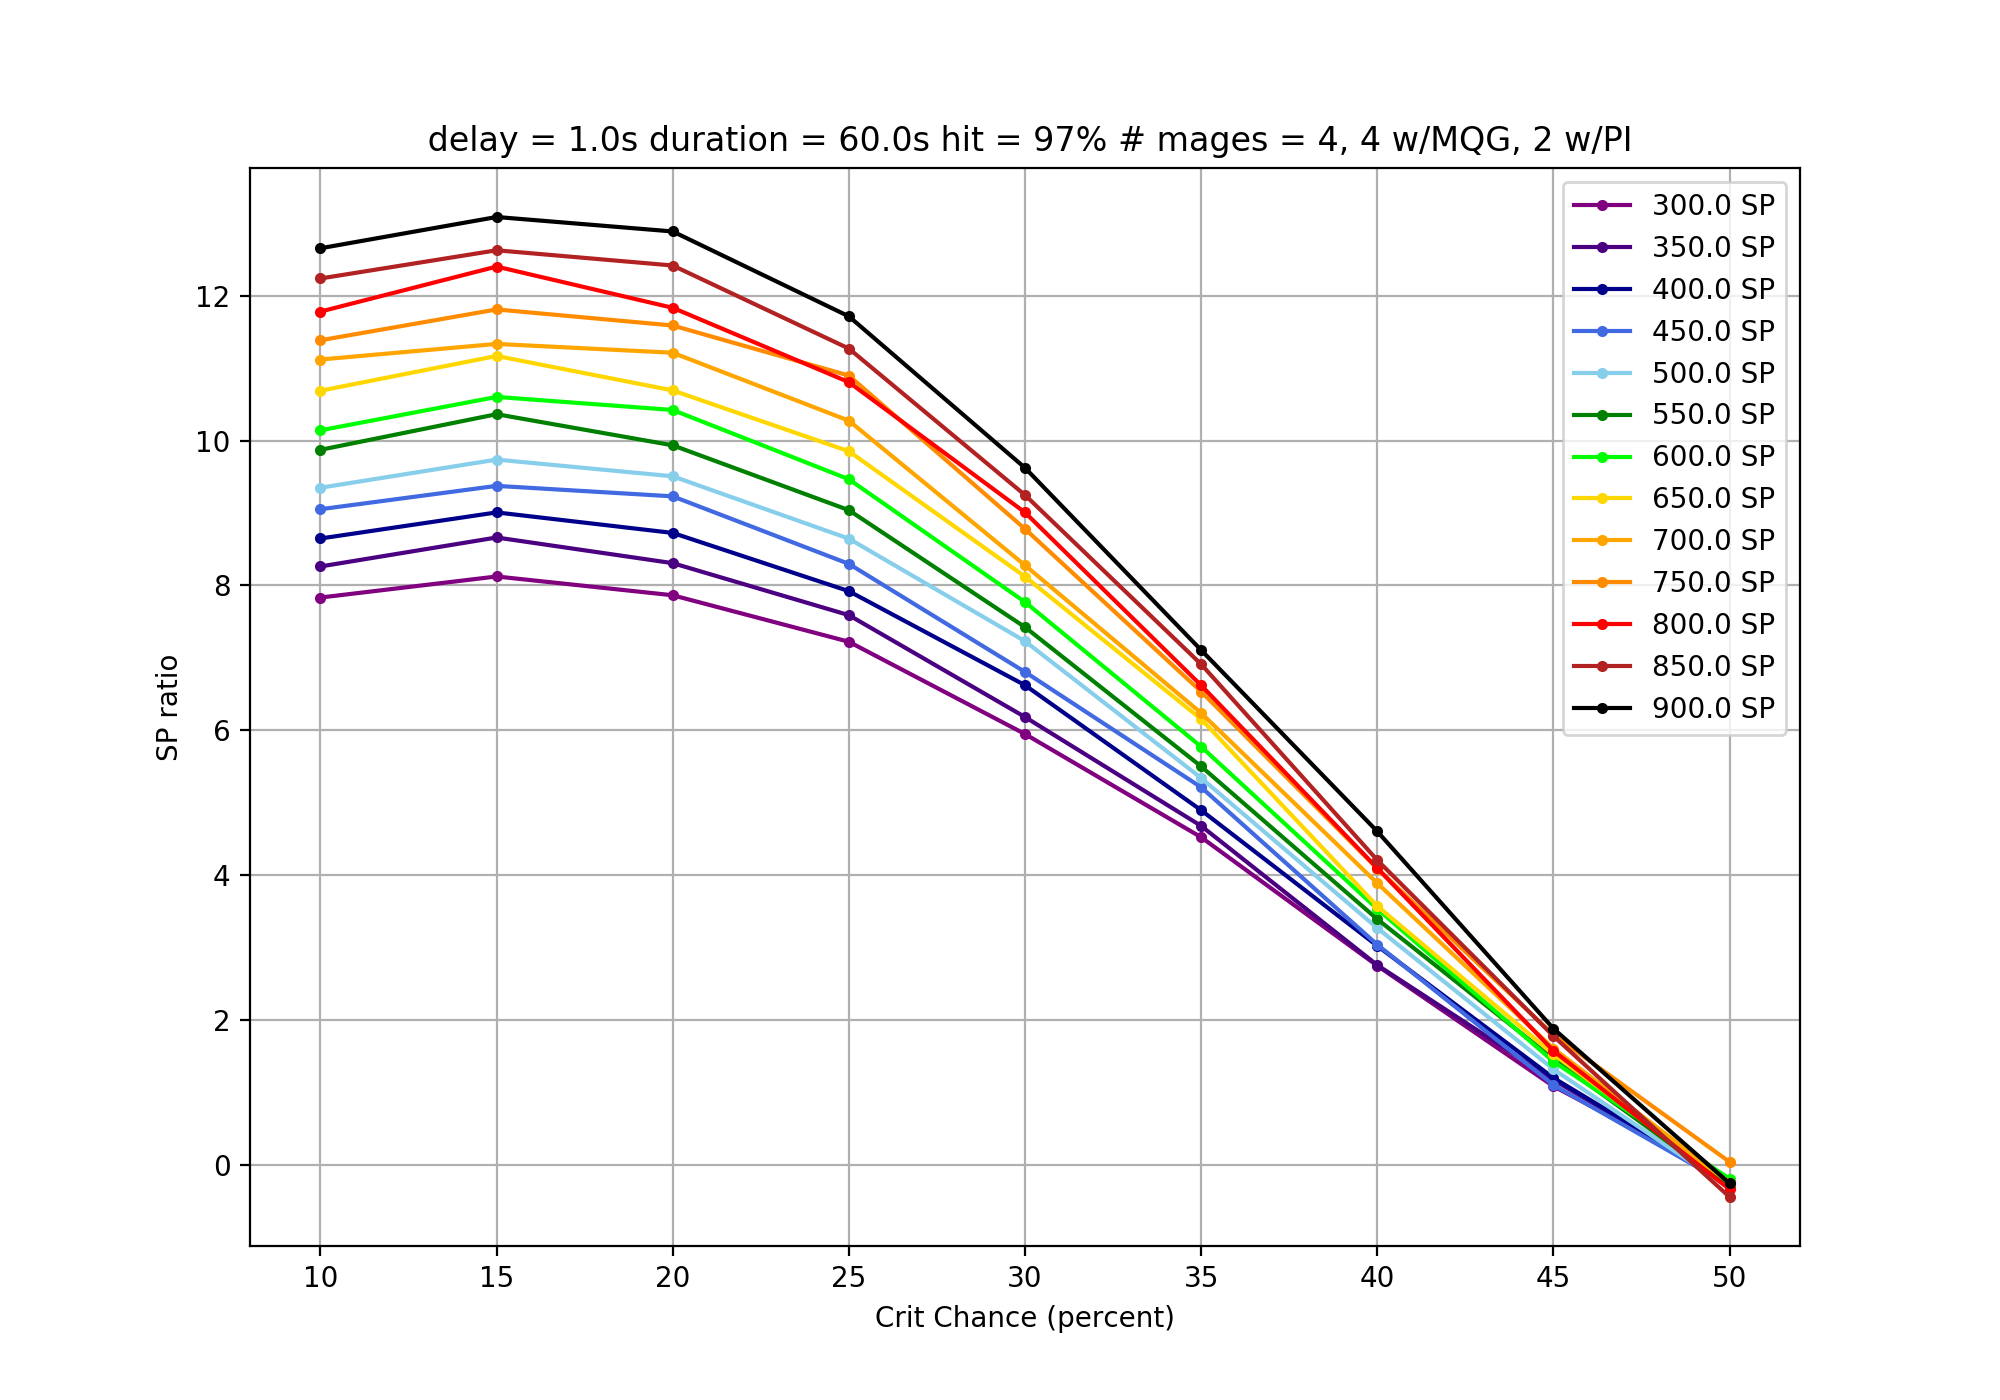 delay = 1.0s duration = 60.0s hit = 97% # mages = 4, 4 w/MQG, 2 w/PI
300.0 SP
350.0 SP
400.0 SP
450.0 SP
500.0 SP
550.0 SP
600.0 SP
650.0 SP
700.0 SP
750.0 SP
800.0 SP
850.0 SP
900.0 SP
SP ratio
12
10
8
6
4
2
0
10 15 20 25 30 35 40 45 50
Crit Chance (percent)